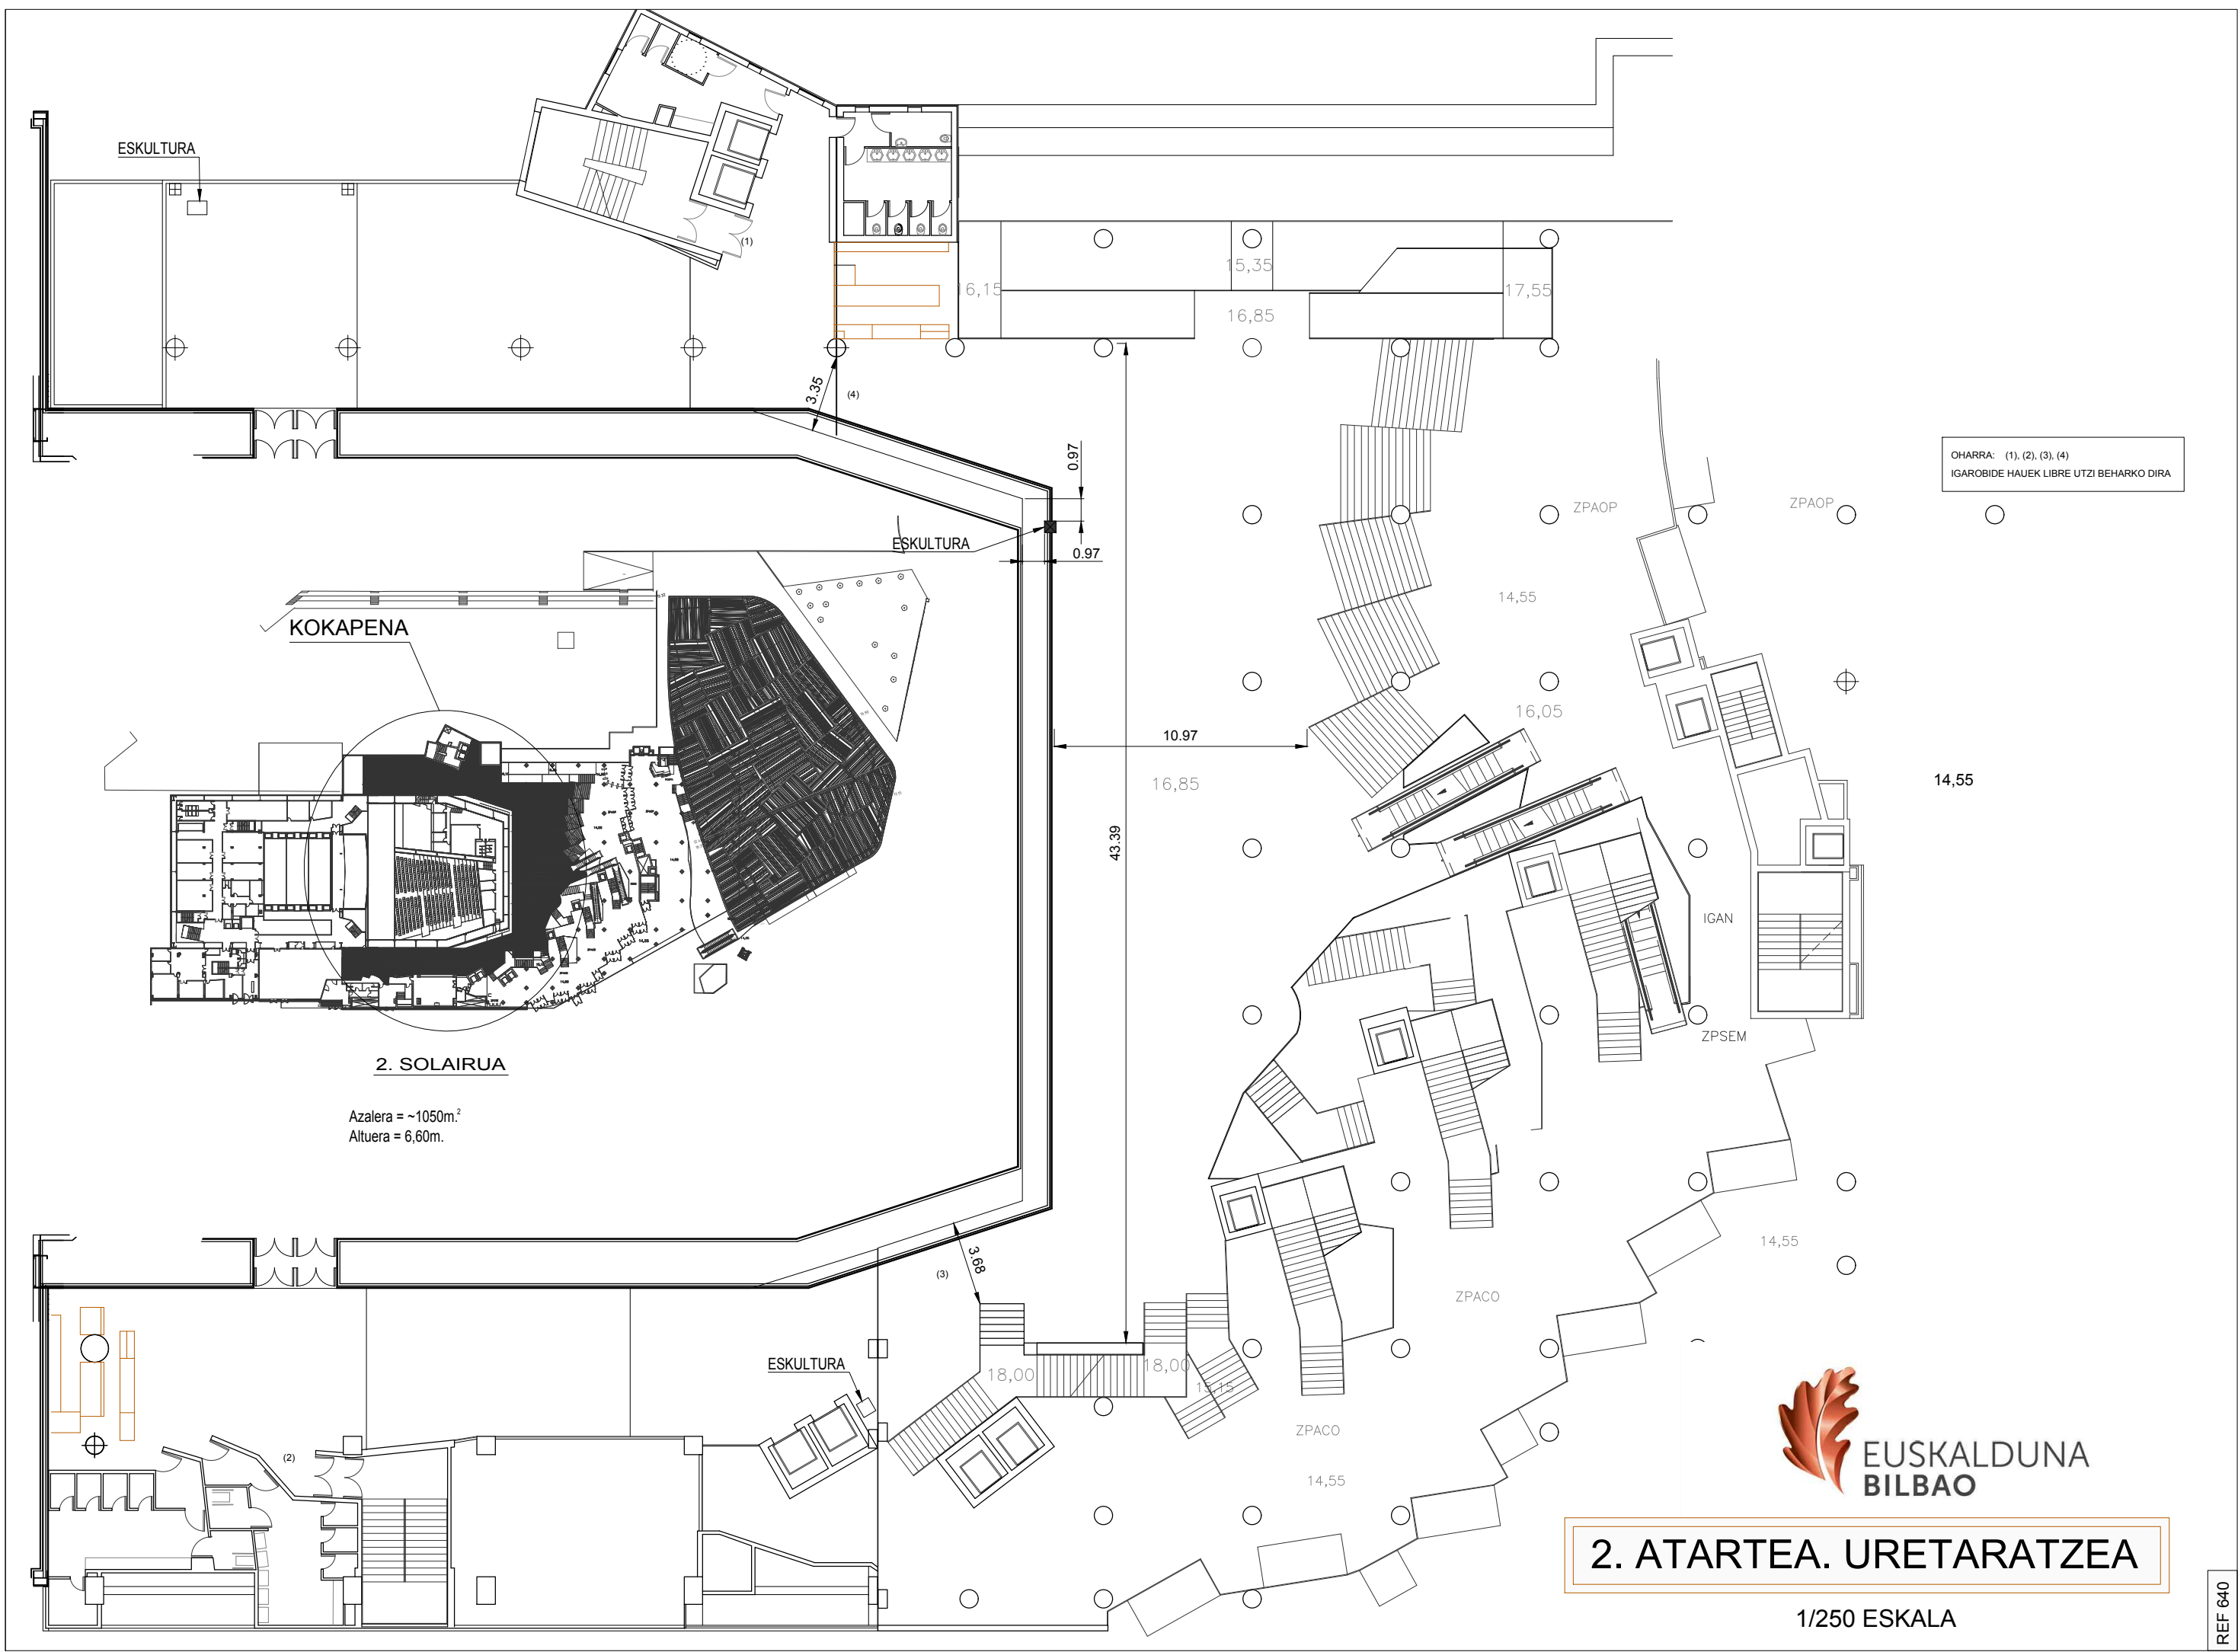 ESKULTURA
(1)
15,35
16,15
17,55
16,85
3.35
(4)
0.97
OHARRA: (1), (2), (3), (4)
IGAROBIDE HAUEK LIBRE UTZI BEHARKO DIRA
ZPAOP
ZPAOP
ESKULTURA
0.97
14,55
KOKAPENA
16,05
10.97
16,85
14,55
43.39
IGAN
ZPSEM
2. SOLAIRUA
Azalera = ~1050m.²
Altuera = 6,60m.
14,55
3.68
(3)
ZPACO
ESKULTURA
18,00
18,00
15,15
ZPACO
(2)
14,55
EUSKALDUNA
BILBAO
2. ATARTEA. URETARATZEA
1/250 ESKALA
REF 640